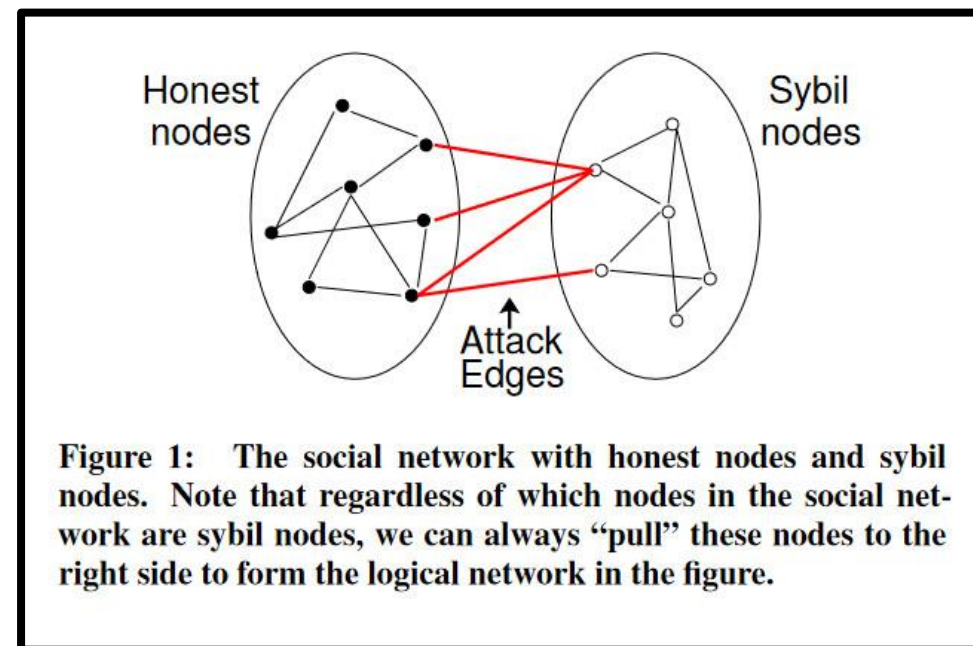 Honest
nodes
Sybil
nodes
Attack
Edges
Figure 1: The social network with honest nodes and sybil
nodes. Note that regardless of which nodes in the social net-
work are sybil nodes, we can always “pull” these nodes to the
right side to form the logical network in the figure.